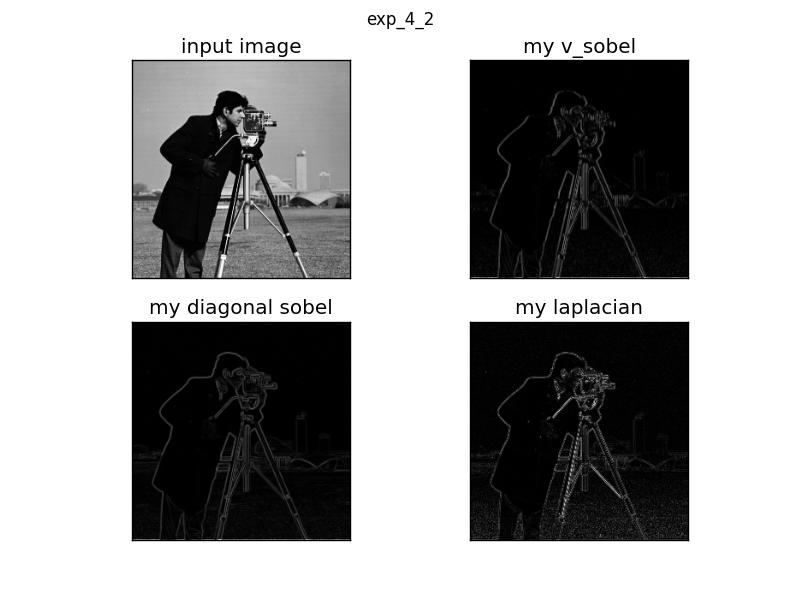 exp_4_2
input image
my v_sobel
my diagonal sobel
my laplacian